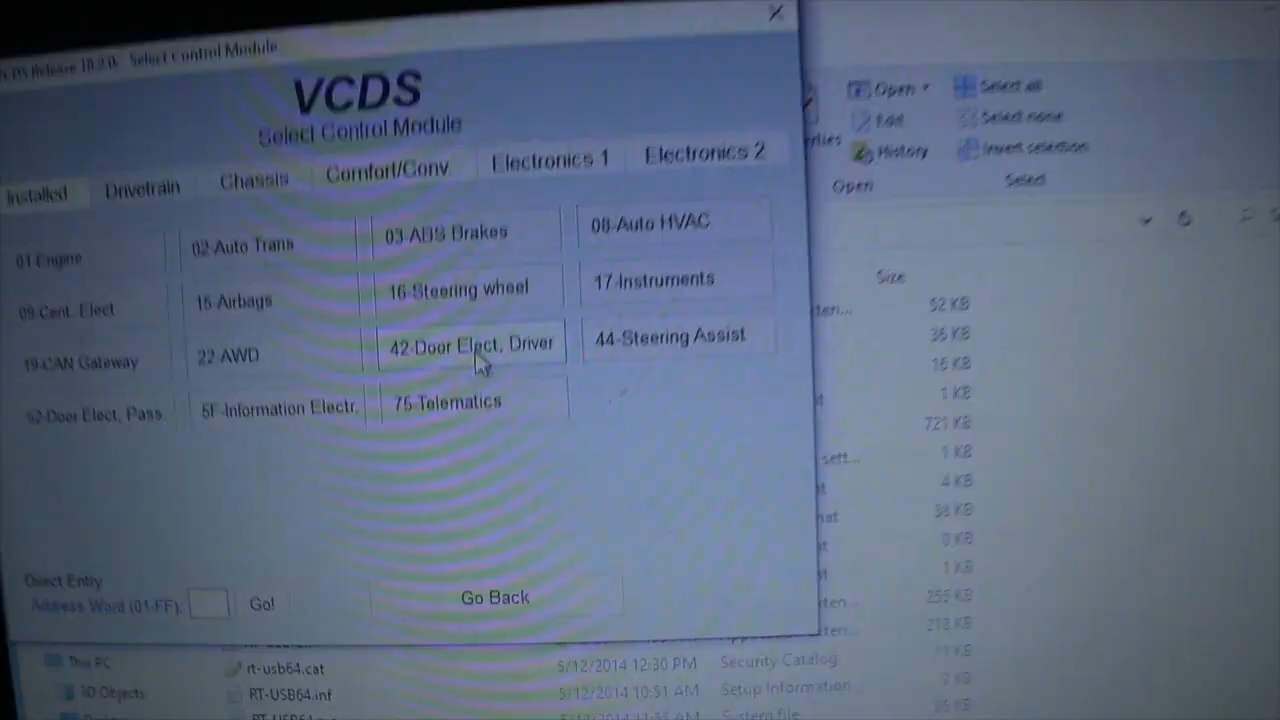 Select Control Module
VCDS
Select Control Module
Installed
Drivetrain
Chassis
Comfort/Conv.
Electronics 1
Electronics 2
01-Engine
02-Auto Trans
03-ABS Brakes
08-Auto HVAC
09-Cent. Elect
15-Airbags
16-Steering wheel
17-Instruments
19-CAN Gateway
22-AWD
42-Door Elect, Driver
44-Steering Assist
52-Door Elect, Pass.
5F-Information Electr.
75-Telematics
Direct Entry
Address Word (01-FF):
Go!
Go Back
Open
Select all
Edit
Select none
History
Invert selection
Open
Select
Size
52 KB
35 KB
16 KB
1 KB
721 KB
1 KB
4 KB
38 KB
0 KB
1 KB
255 KB
213 KB
This PC
rt-usb64.cat
5/12/2014 12:30 PM
Security Catalog
3D Objects
RT-USB64.inf
5/12/2014 10:51 AM
Setup Information
System file